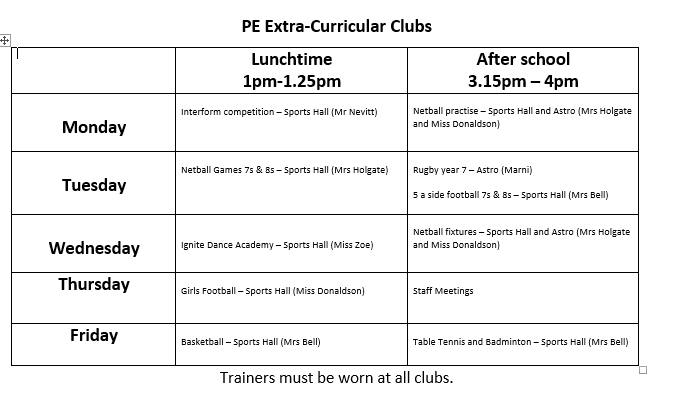 PE Extra-Curricular Clubs
Lunchtime
1pm-1.25pm
After school
3.15pm – 4pm
Monday
Interform competition – Sports Hall (Mr Nevitt)
Netball practise – Sports Hall and Astro (Mrs Holgate
and Miss Donaldson)
Tuesday
Netball Games 7s & 8s – Sports Hall (Mrs Holgate)
Rugby year 7 – Astro (Marni)
5 a side football 7s & 8s – Sports Hall (Mrs Bell)
Wednesday
Ignite Dance Academy – Sports Hall (Miss Zoe)
Netball fixtures – Sports Hall and Astro (Mrs Holgate
and Miss Donaldson)
Thursday
Girls Football – Sports Hall (Miss Donaldson)
Staff Meetings
Friday
Basketball – Sports Hall (Mrs Bell)
Table Tennis and Badminton – Sports Hall (Mrs Bell)
Trainers must be worn at all clubs.